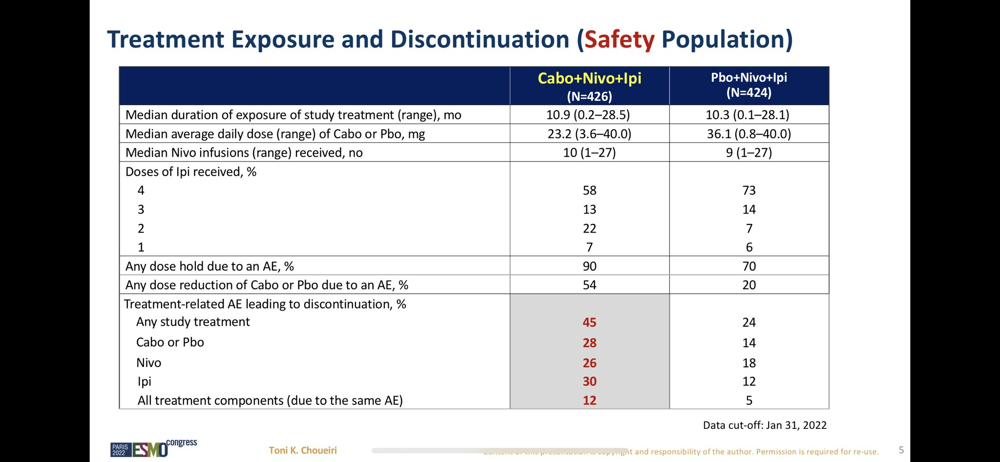 Treatment Exposure and Discontinuation (Safety Population)
Cabo+Nivo+Ipi
(N=426)
Pbo+Nivo+Ipi
(N=424)
Median duration of exposure of study treatment (range), mo 10.9 (0.2–28.5) 10.3 (0.1–28.1)
Median average daily dose (range) of Cabo or Pbo, mg 23.2 (3.6–40.0) 36.1 (0.8–40.0)
Median Nivo infusions (range) received, no 10 (1–27) 9 (1–27)
Doses of Ipi received, %
4 58 73
3 13 14
2 22 7
1 7 6
Any dose hold due to an AE, % 90 70
Any dose reduction of Cabo or Pbo due to an AE, % 54 20
Treatment-related AE leading to discontinuation, %
Any study treatment 45 24
Cabo or Pbo 28 14
Nivo 26 18
Ipi 30 12
All treatment components (due to the same AE) 12 5
Data cut-off: Jan 31, 2022
PARIS
2022
ESMO congress
Toni K. Choueiri
Content of this presentation is copyright and responsibility of the author. Permission is required for re-use.
5